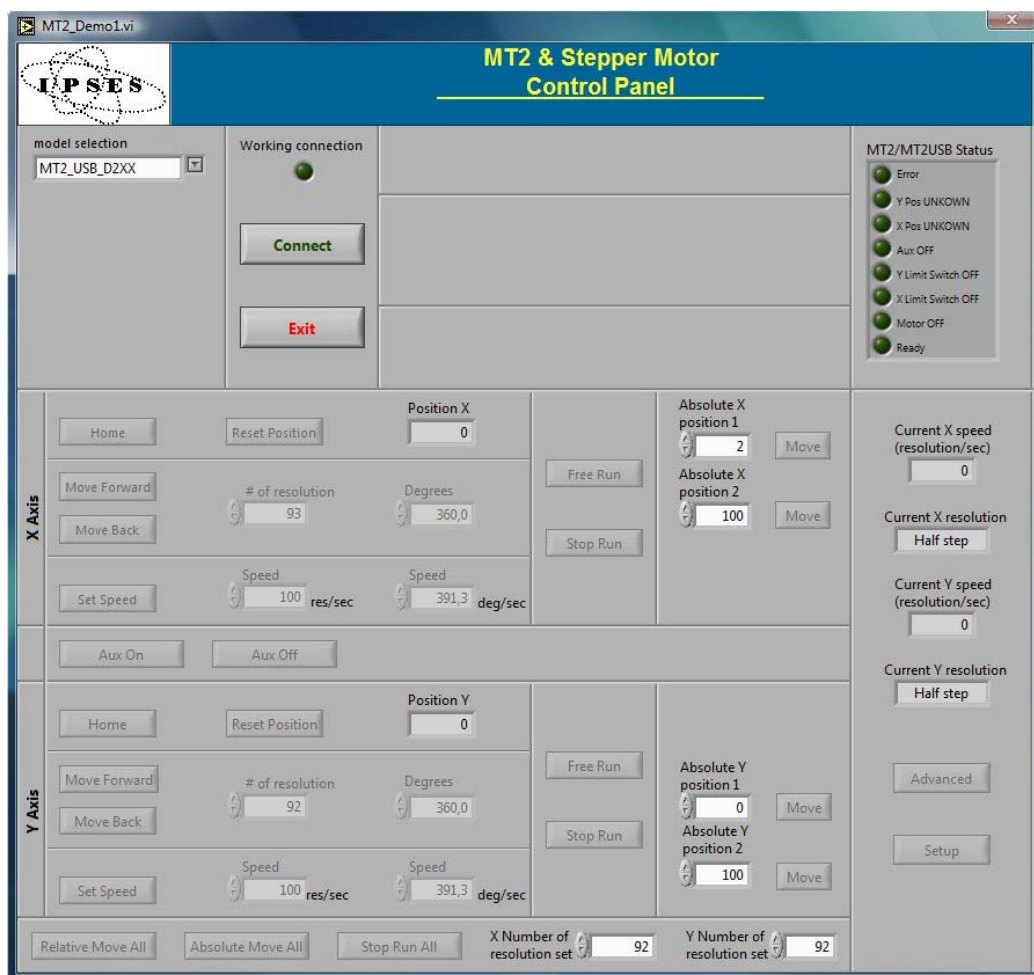 MT2_Demo1.vi
IPSES
MT2 & Stepper Motor
Control Panel
model selection
MT2_USB_D2XX
Working connection
Connect
Exit
MT2/MT2USB Status
Error
Y Pos UNKOWN
X Pos UNKOWN
Aux OFF
Y Limit Switch OFF
X Limit Switch OFF
Motor OFF
Ready
X Axis
Home
Reset Position
Position X
0
Move Forward
Move Back
# of resolution
93
Degrees
360,0
Set Speed
Speed
100 res/sec
Speed
391,3 deg/sec
Free Run
Stop Run
Absolute X
position 1
2
Move
Absolute X
position 2
100
Move
Current X speed
(resolution/sec)
0
Current X resolution
Half step
Current Y speed
(resolution/sec)
0
Current Y resolution
Half step
Advanced
Setup
Aux On
Aux Off
Y Axis
Home
Reset Position
Position Y
0
Move Forward
Move Back
# of resolution
92
Degrees
360,0
Set Speed
Speed
100 res/sec
Speed
391,3 deg/sec
Free Run
Stop Run
Absolute Y
position 1
0
Move
Absolute Y
position 2
100
Move
Relative Move All
Absolute Move All
Stop Run All
X Number of
resolution set
92
Y Number of
resolution set
92